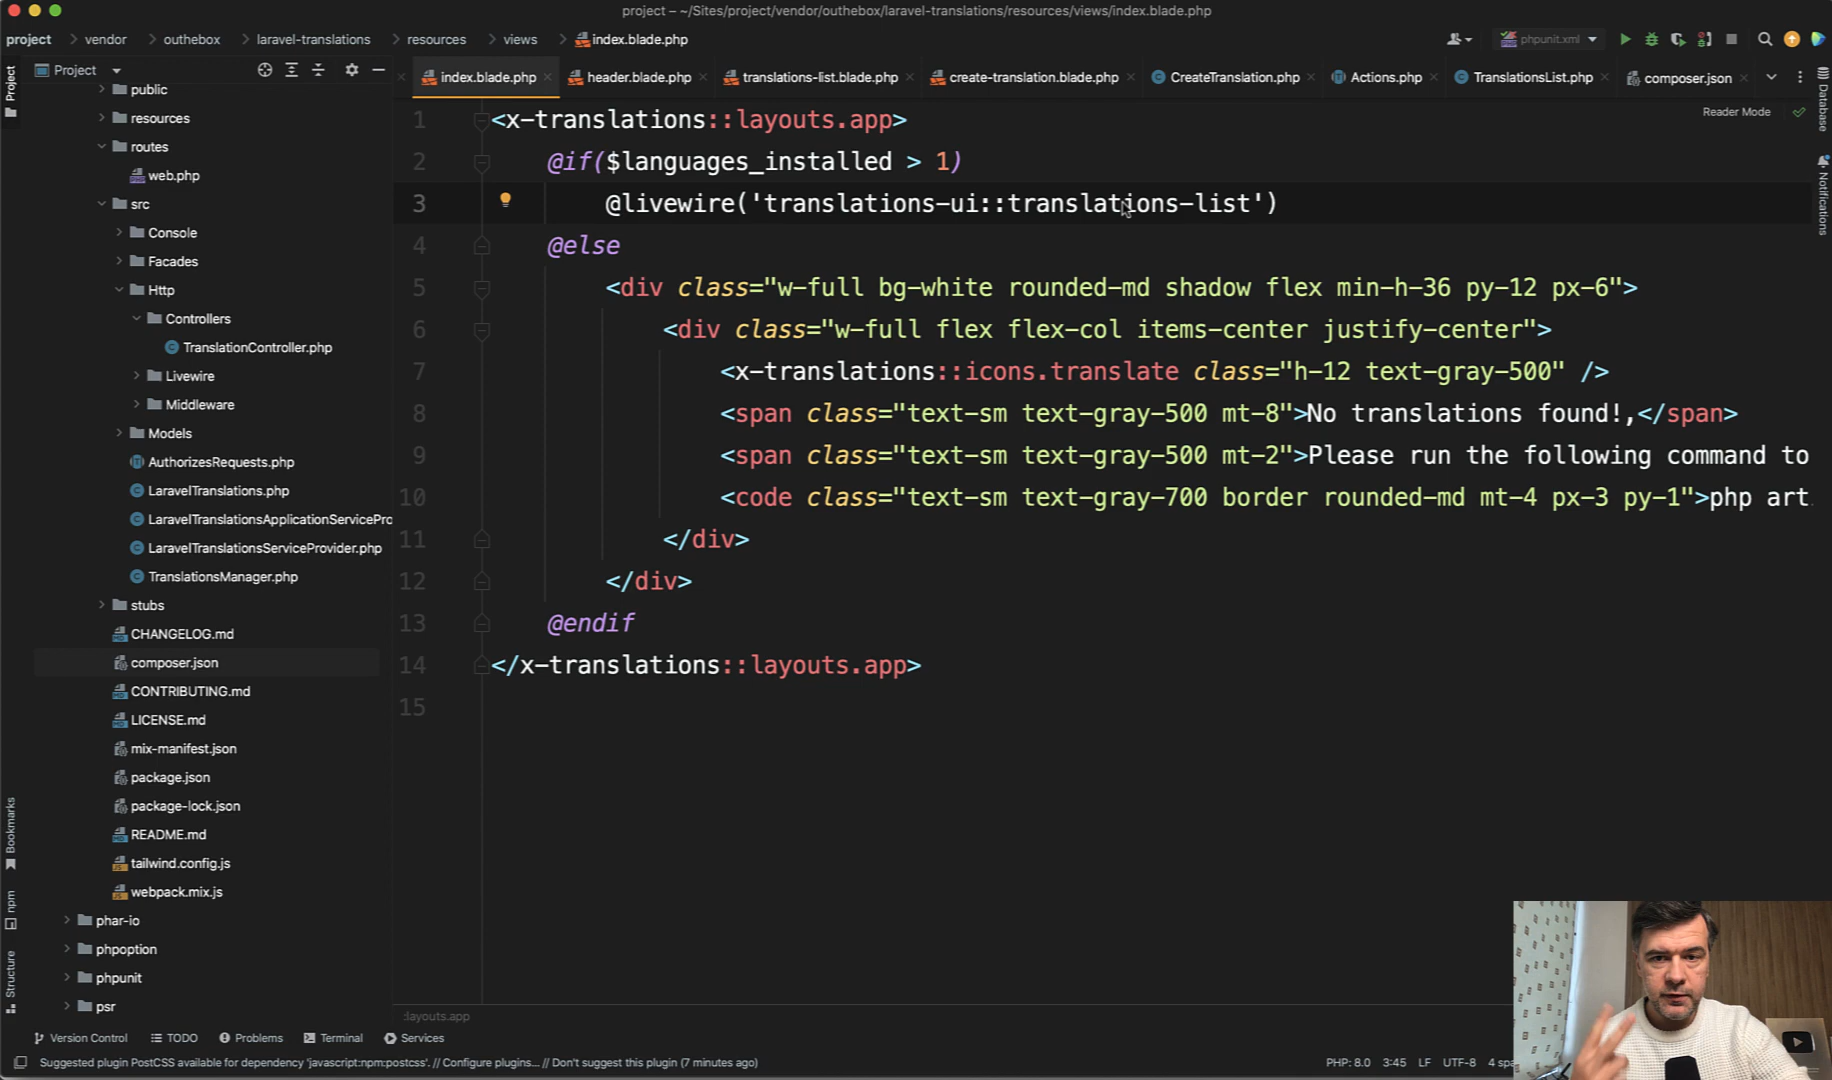 project – ~/Sites/project/vendor/outhebox/laravel-translations/resources/views/index.blade.php
project vendor outhebox laravel-translations resources views index.blade.php
phpunit.xml
Project
index.blade.php header.blade.php translations-list.blade.php create-translation.blade.php CreateTranslation.php Actions.php TranslationsList.php composer.json
Reader Mode
Project
Database
Notifications
Bookmarks
npm
Structure
public
resources
routes
web.php
src
Console
Facades
Http
Controllers
TranslationController.php
Livewire
Middleware
Models
AuthorizesRequests.php
LaravelTranslations.php
LaravelTranslationsApplicationServicePro
LaravelTranslationsServiceProvider.php
TranslationsManager.php
stubs
CHANGELOG.md
composer.json
CONTRIBUTING.md
LICENSE.md
mix-manifest.json
package.json
package-lock.json
README.md
tailwind.config.js
webpack.mix.js
phar-io
phpoption
phpunit
psr
1 <x-translations::layouts.app>
2 @if($languages_installed > 1)
3 @livewire('translations-ui::translations-list')
4 @else
5 <div class="w-full bg-white rounded-md shadow flex min-h-36 py-12 px-6">
6 <div class="w-full flex flex-col items-center justify-center">
7 <x-translations::icons.translate class="h-12 text-gray-500" />
8 <span class="text-sm text-gray-500 mt-8">No translations found!,</span>
9 <span class="text-sm text-gray-500 mt-2">Please run the following command to
10 <code class="text-sm text-gray-700 border rounded-md mt-4 px-3 py-1">php art
11 </div>
12 </div>
13 @endif
14 </x-translations::layouts.app>
15
:layouts.app
Version Control TODO Problems Terminal Services
Suggested plugin PostCSS available for dependency 'javascript:npm:postcss'. // Configure plugins... // Don't suggest this plugin (7 minutes ago)
PHP: 8.0 3:45 LF UTF-8 4 spa